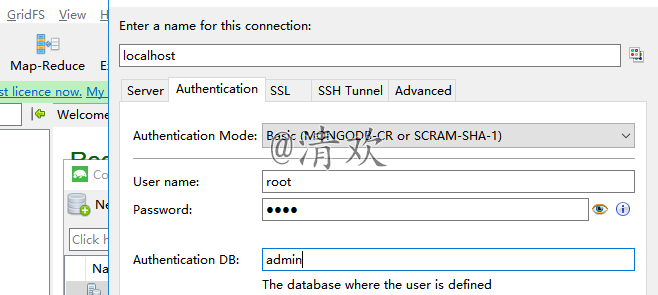 GridFS View H
Enter a name for this connection:
localhost
Map-Reduce
st licence now. My
Welcome
Server Authentication SSL SSH Tunnel Advanced
Authentication Mode: Basic (MONGODB-CR or SCRAM-SHA-1)
@清欢
User name: root
Password: ●●●●
Co
Ne
Click h
Na
Authentication DB: admin
The database where the user is defined